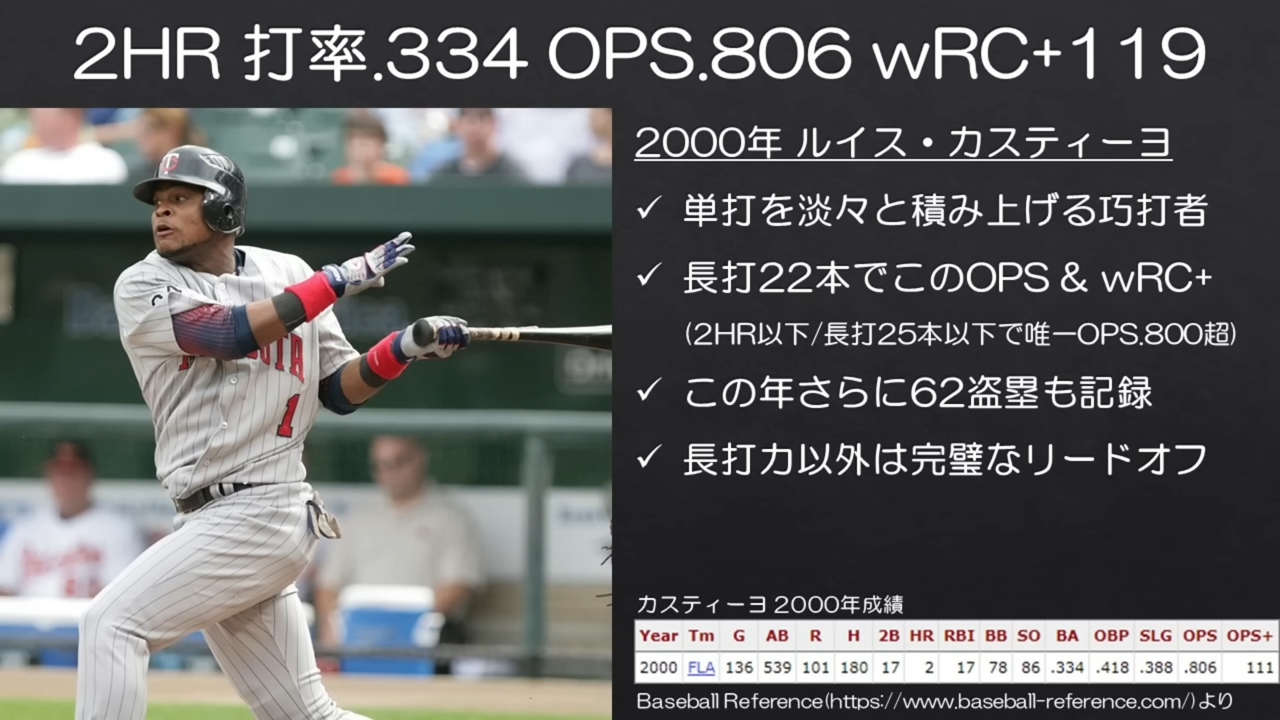 2HR 打率.334 OPS.806 wRC+119
2000年 ルイス・カスティーヨ
✓ 単打を淡々と積み上げる巧打者
✓ 長打22本でこのOPS & wRC+
(2HR以下/長打25本以下で唯一OPS.800超)
✓ この年さらに62盗塁も記録
✓ 長打力以外は完璧なリードオフ
1
カスティーヨ 2000年成績
Year Tm G AB R H 2B HR RBI BB SO BA OBP SLG OPS OPS+
2000 FLA 136 539 101 180 17 2 17 78 86 .334 .418 .388 .806 111
Baseball Reference(https://www.baseball-reference.com/)より